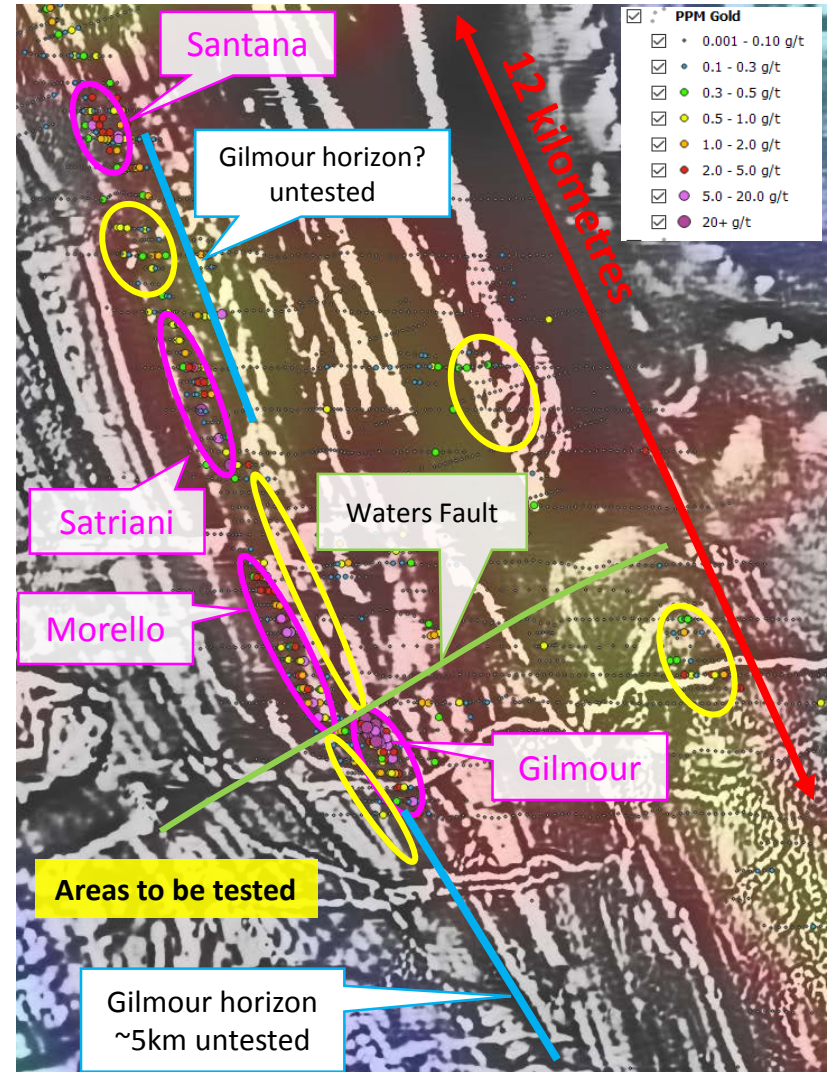 Santana
Gilmour horizon?
untested
12 kilometres
PPM Gold
0.001 - 0.10 g/t
0.1 - 0.3 g/t
0.3 - 0.5 g/t
0.5 - 1.0 g/t
1.0 - 2.0 g/t
2.0 - 5.0 g/t
5.0 - 20.0 g/t
20+ g/t
Satriani
Waters Fault
Morello
Gilmour
Areas to be tested
Gilmour horizon
~5km untested